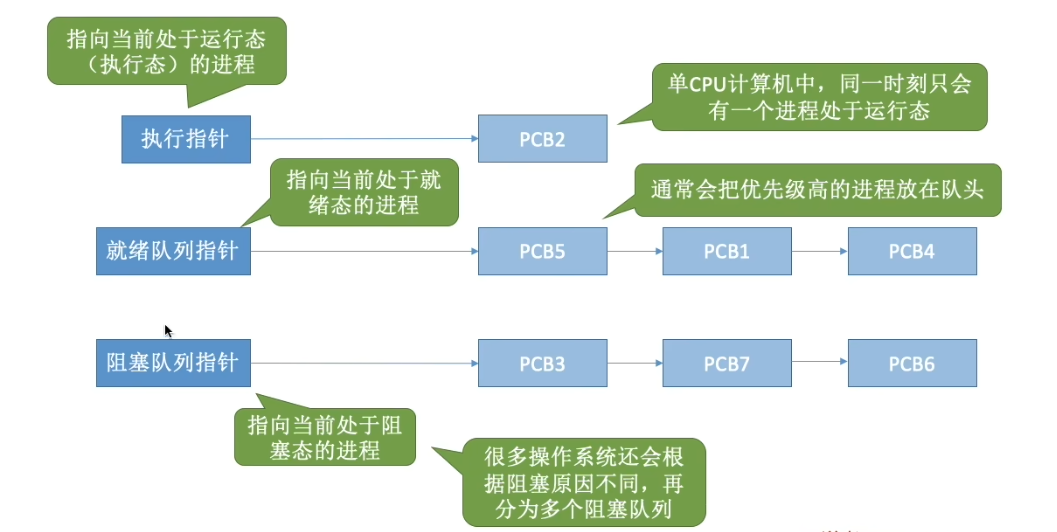 指向当前处于运行态
（执行态）的进程
单CPU计算机中，同一时刻只会
有一个进程处于运行态
执行指针
PCB2
指向当前处于就
绪态的进程
通常会把优先级高的进程放在队头
就绪队列指针
PCB5
PCB1
PCB4
阻塞队列指针
PCB3
PCB7
PCB6
指向当前处于阻
塞态的进程
很多操作系统还会根
据阻塞原因不同，再
分为多个阻塞队列